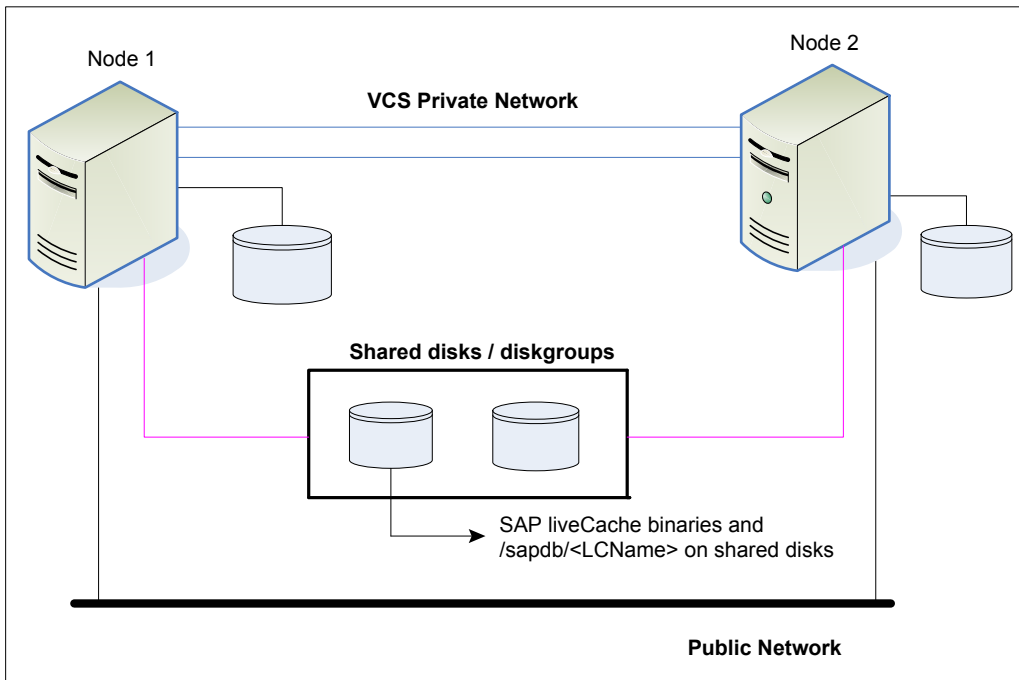 Node 1
Node 2
VCS Private Network
Shared disks / diskgroups
SAP liveCache binaries and
/sapdb/<LCName> on shared disks
Public Network